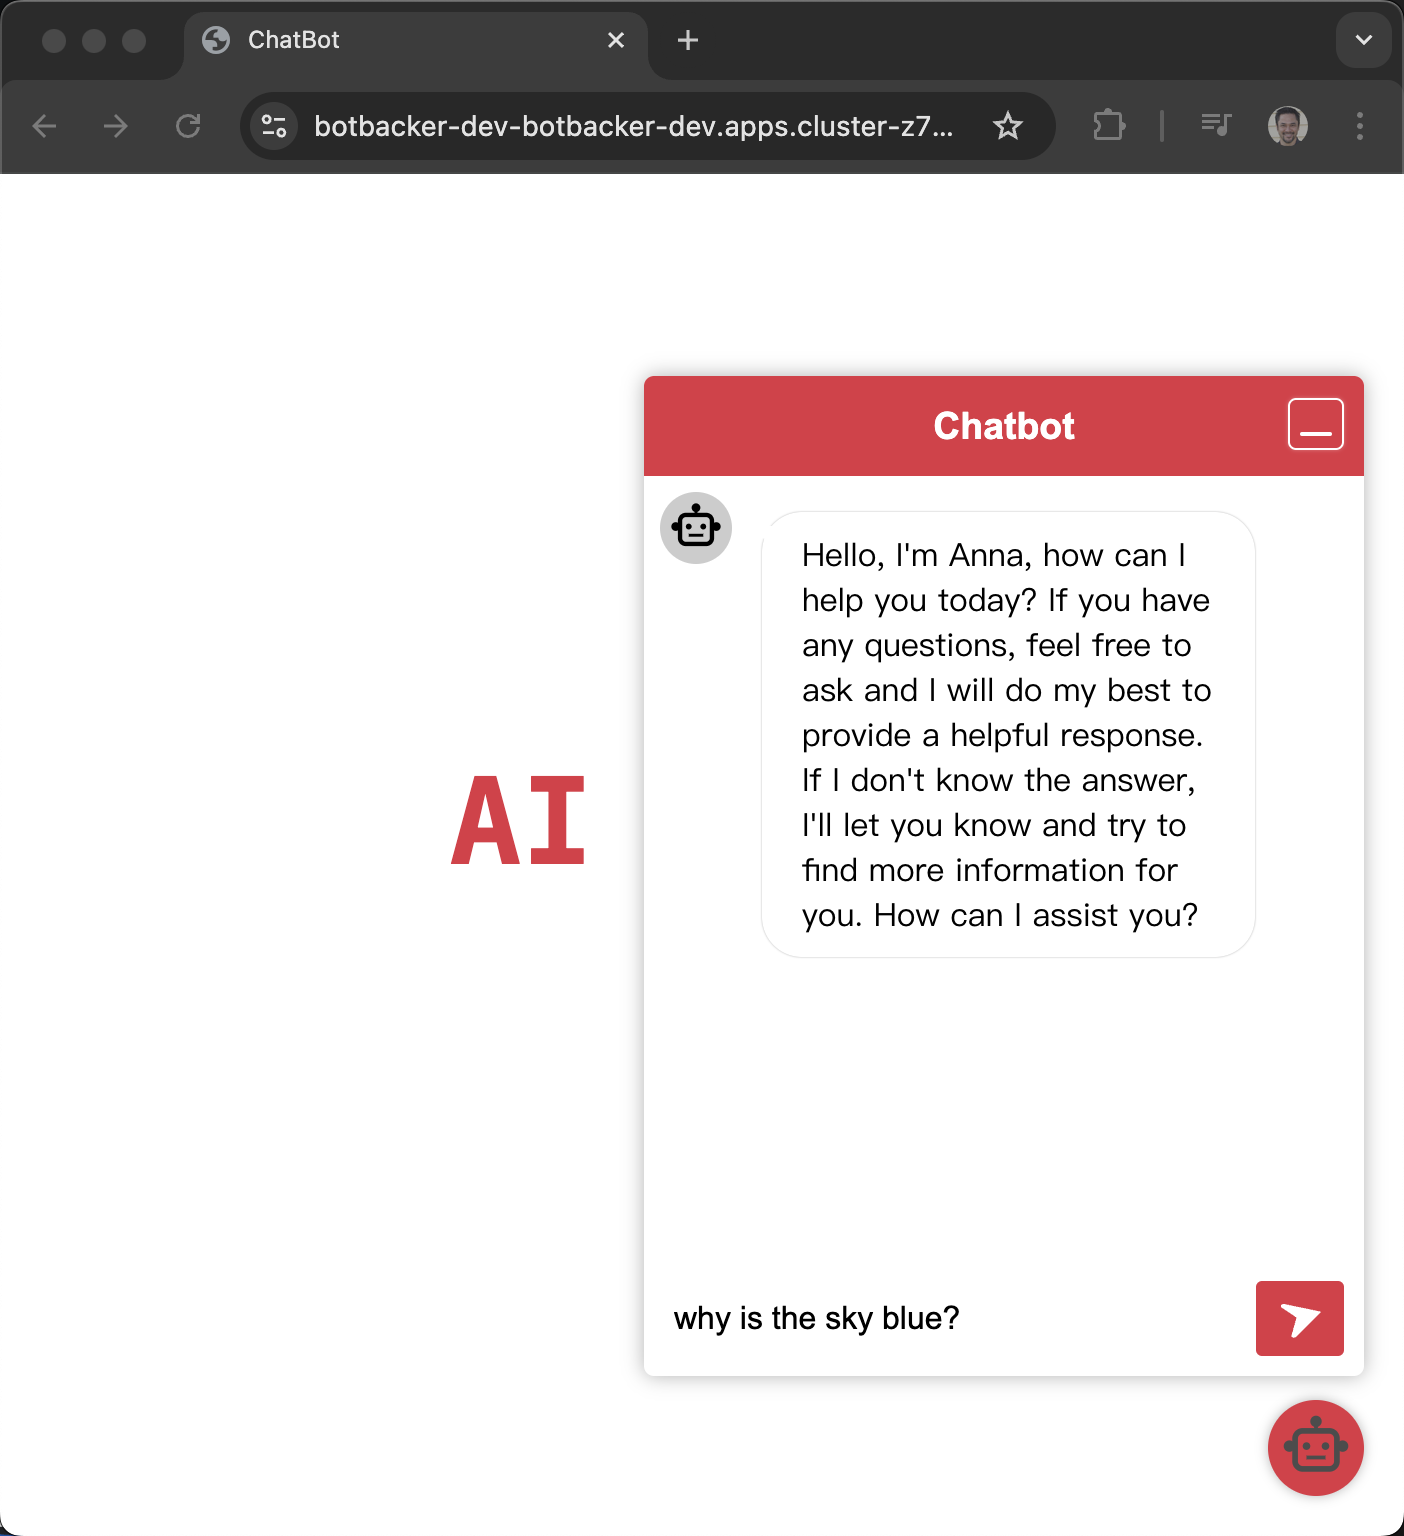 ChatBot
botbacker-dev-botbacker-dev.apps.cluster-z7...
Chatbot
Hello, I'm Anna, how can I
help you today? If you have
any questions, feel free to
ask and I will do my best to
provide a helpful response.
If I don't know the answer,
I'll let you know and try to
find more information for
you. How can I assist you?
AI
why is the sky blue?